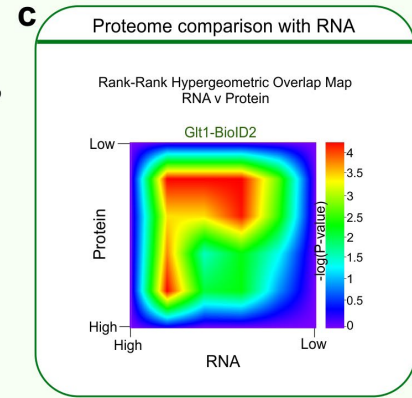 C
Proteome comparison with RNA
Rank-Rank Hypergeometric Overlap Map
RNA v Protein
Glt1-BioID2
Low
Protein
High
High
Low
RNA
4
3.5
3
2.5
2
1.5
1
0.5
0
-log(P-value)